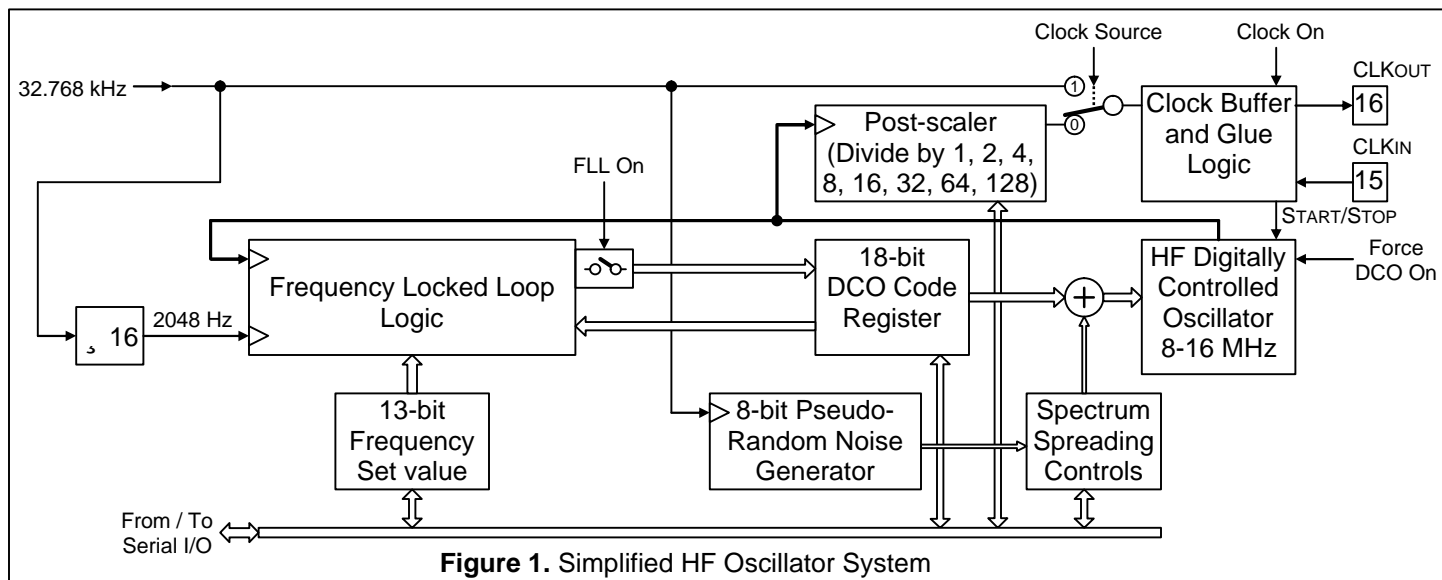 Clock Source
Clock On
32.768 kHz
1
0
CLKOUT
16
CLKIN
15
Clock Buffer
and Glue
Logic
Post-scaler
(Divide by 1, 2, 4,
8, 16, 32, 64, 128)
FLL On
START/STOP
Force
DCO On
Frequency Locked Loop
Logic
18-bit
DCO Code
Register
+
HF Digitally
Controlled
Oscillator
8-16 MHz
16
2048 Hz
13-bit
Frequency
Set value
8-bit Pseudo-
Random Noise
Generator
Spectrum
Spreading
Controls
From / To
Serial I/O
Figure 1. Simplified HF Oscillator System